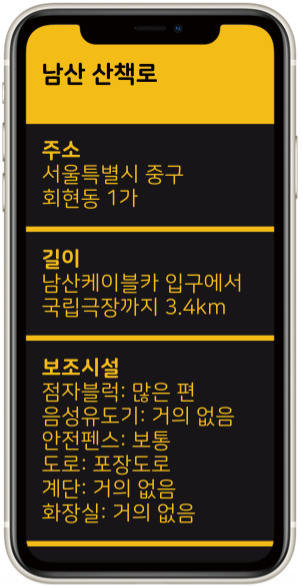 남산 산책로
주소
서울특별시 중구
회현동 1가
길이
남산케이블카 입구에서
국립극장까지 3.4km
보조시설
점자블럭: 많은 편
음성유도기: 거의 없음
안전펜스: 보통
도로: 포장도로
계단: 거의 없음
화장실: 거의 없음